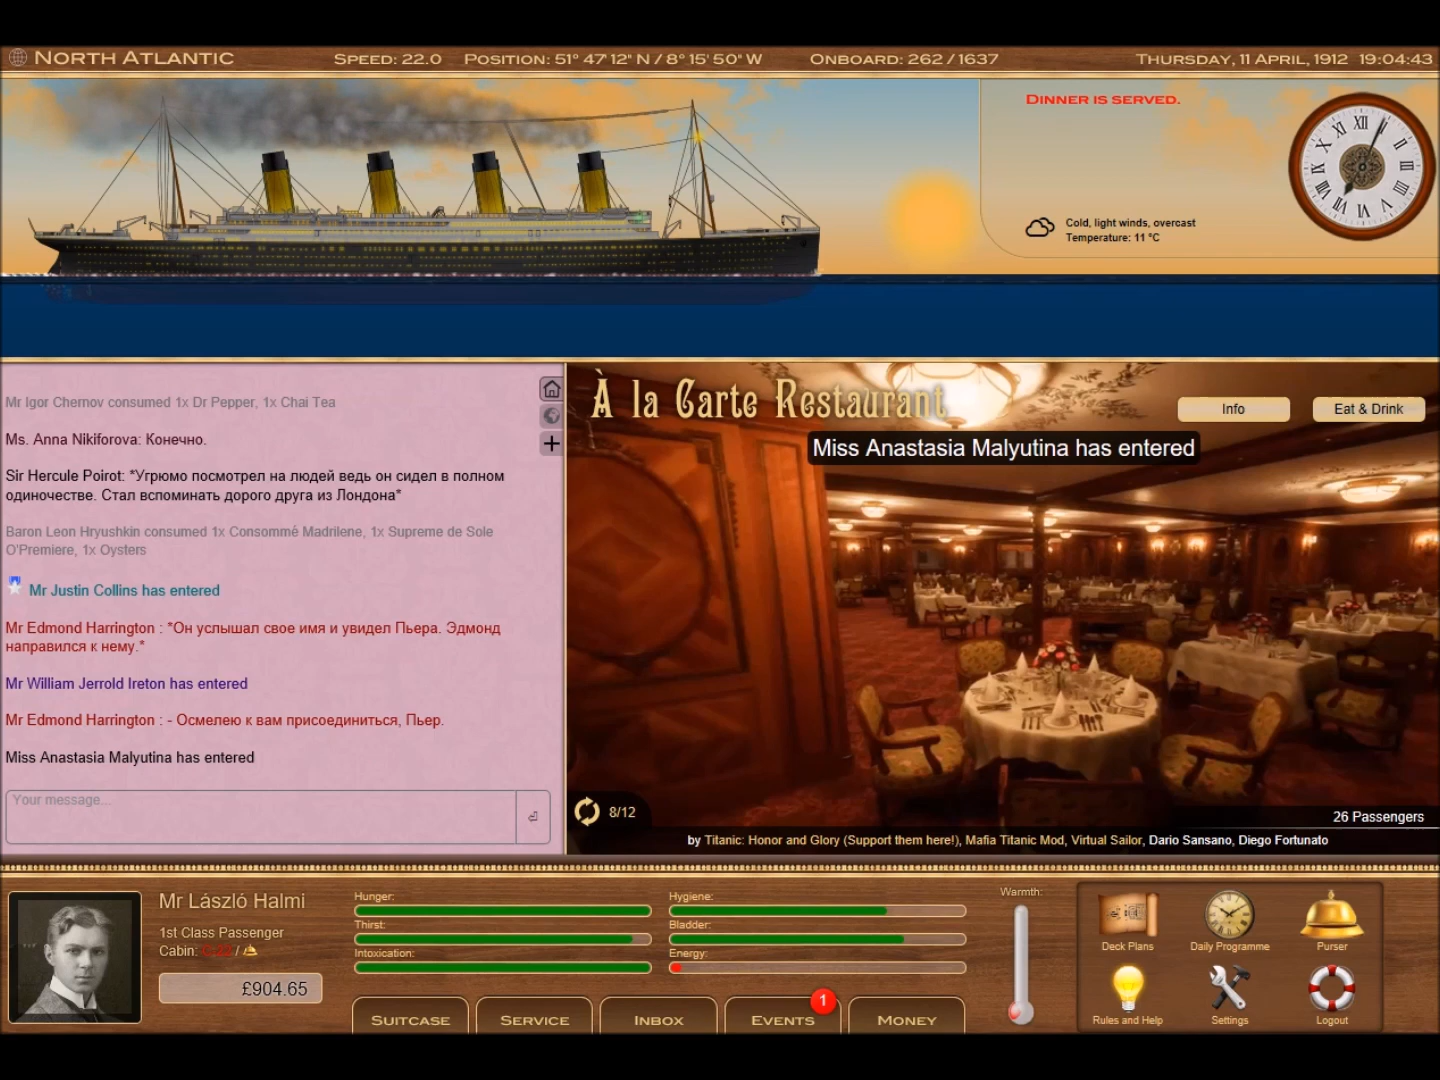 North Atlantic
Speed: 22.0
Position: 51° 47' 12" N / 8° 15' 50" W
Onboard: 262 / 1637
Thursday, 11 April, 1912 19:04:43
Dinner is served.
Cold, light winds, overcast
Temperature: 11 °C
XII
Mr Igor Chernov consumed 1x Dr Pepper, 1x Chai Tea
Ms. Anna Nikiforova: Конечно.
Sir Hercule Poirot: *Угрюмо посмотрел на людей ведь он сидел в полном
одиночестве. Стал вспоминать дорого друга из Лондона*
Baron Leon Hryushkin consumed 1x Consommé Madrilene, 1x Supreme de Sole
O'Premiere, 1x Oysters
Mr Justin Collins has entered
Mr Edmond Harrington : *Он услышал свое имя и увидел Пьера. Эдмонд
направился к нему.*
Mr William Jerrold Ireton has entered
Mr Edmond Harrington : - Осмелею к вам присоединиться, Пьер.
Miss Anastasia Malyutina has entered
Your message...
À la Carte Restaurant
Info
Eat & Drink
Miss Anastasia Malyutina has entered
8/12
26 Passengers
by Titanic: Honor and Glory (Support them here!), Mafia Titanic Mod, Virtual Sailor, Dario Sansano, Diego Fortunato
Mr László Halmi
1st Class Passenger
Cabin: /
£904.65
Hunger:
Thirst:
Intoxication:
Hygiene:
Bladder:
Energy:
Warmth:
Suitcase
Service
Inbox
Events
1
Money
Deck Plans
Daily Programme
Purser
Rules and Help
Settings
Logout